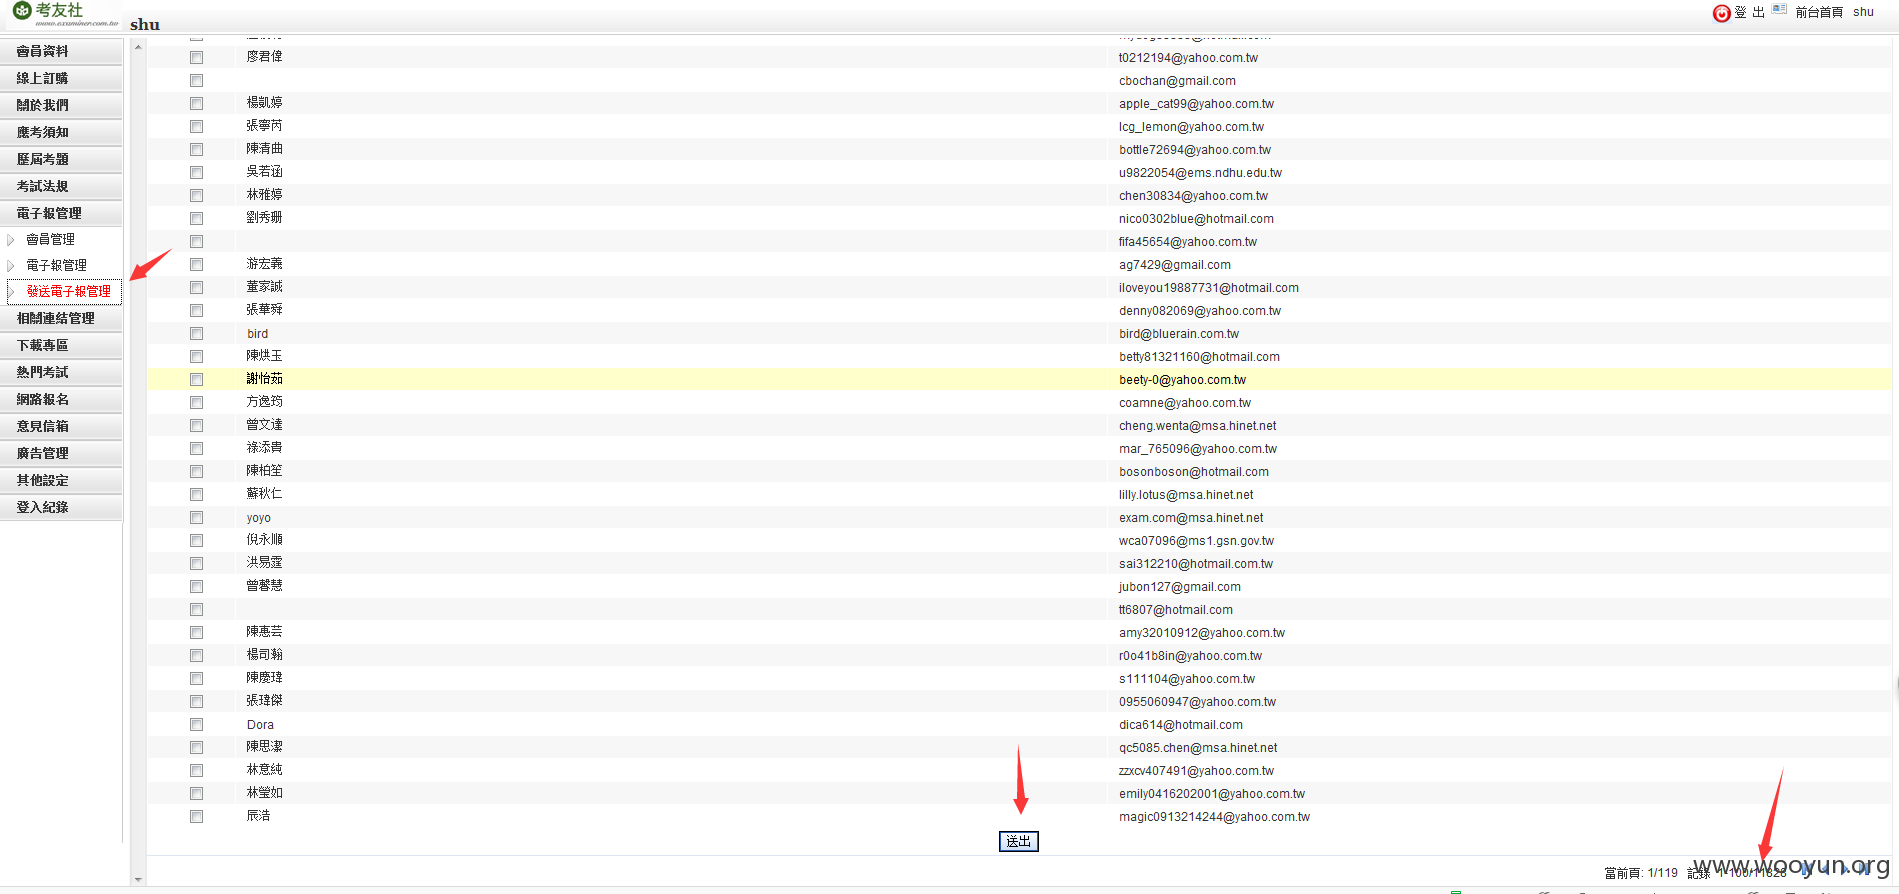 考友社
www.examiner.com.tw
shu
登 出 前台首頁 shu
會員資料
線上訂購
關於我們
應考須知
歷屆考題
考試法規
電子報管理
會員管理
電子報管理
發送電子報管理
相關連結管理
下載專區
熱門考試
網路報名
意見信箱
廣告管理
其他設定
登入紀錄
廖君偉 t0212194@yahoo.com.tw
cbochan@gmail.com
楊凱婷 apple_cat99@yahoo.com.tw
張寧芮 lcg_lemon@yahoo.com.tw
陳清曲 bottle72694@yahoo.com.tw
吳若涵 u9822054@ems.ndhu.edu.tw
林雅婷 chen30834@yahoo.com.tw
劉秀珊 nico0302blue@hotmail.com
fifa45654@yahoo.com.tw
游宏義 ag7429@gmail.com
董家誠 iloveyou19887731@hotmail.com
張華舜 denny082069@yahoo.com.tw
bird bird@bluerain.com.tw
陳烘玉 betty81321160@hotmail.com
謝怡茹 beety-0@yahoo.com.tw
方逸筠 coamne@yahoo.com.tw
曾文達 cheng.wenta@msa.hinet.net
祿添貴 mar_765096@yahoo.com.tw
陳柏笙 bosonboson@hotmail.com
蘇秋仁 lilly.lotus@msa.hinet.net
yoyo exam.com@msa.hinet.net
倪永順 wca07096@ms1.gsn.gov.tw
洪易霆 sai312210@hotmail.com.tw
曾馨慧 jubon127@gmail.com
tt6807@hotmail.com
陳惠芸 amy32010912@yahoo.com.tw
楊司瀚 r0o41b8in@yahoo.com.tw
陳慶瑋 s111104@yahoo.com.tw
張瑋傑 0955060947@yahoo.com.tw
Dora dica614@hotmail.com
陳思潔 qc5085.chen@msa.hinet.net
林意純 zzxcv407491@yahoo.com.tw
林瑩如 emily0416202001@yahoo.com.tw
辰浩 magic0913214244@yahoo.com.tw
送出
當前頁: 1/119 記錄
www.wooyun.org